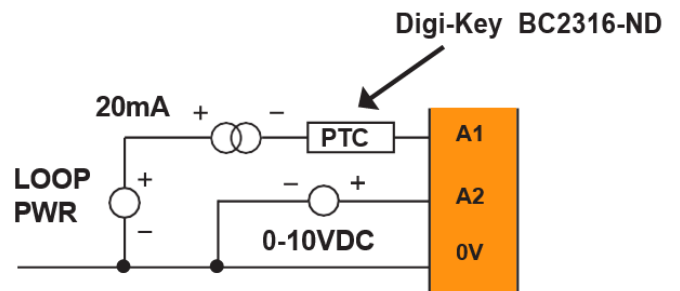 Digi-Key BC2316-ND
20mA + −
PTC
A1
LOOP
PWR
+
−
− +
A2
0-10VDC
0V